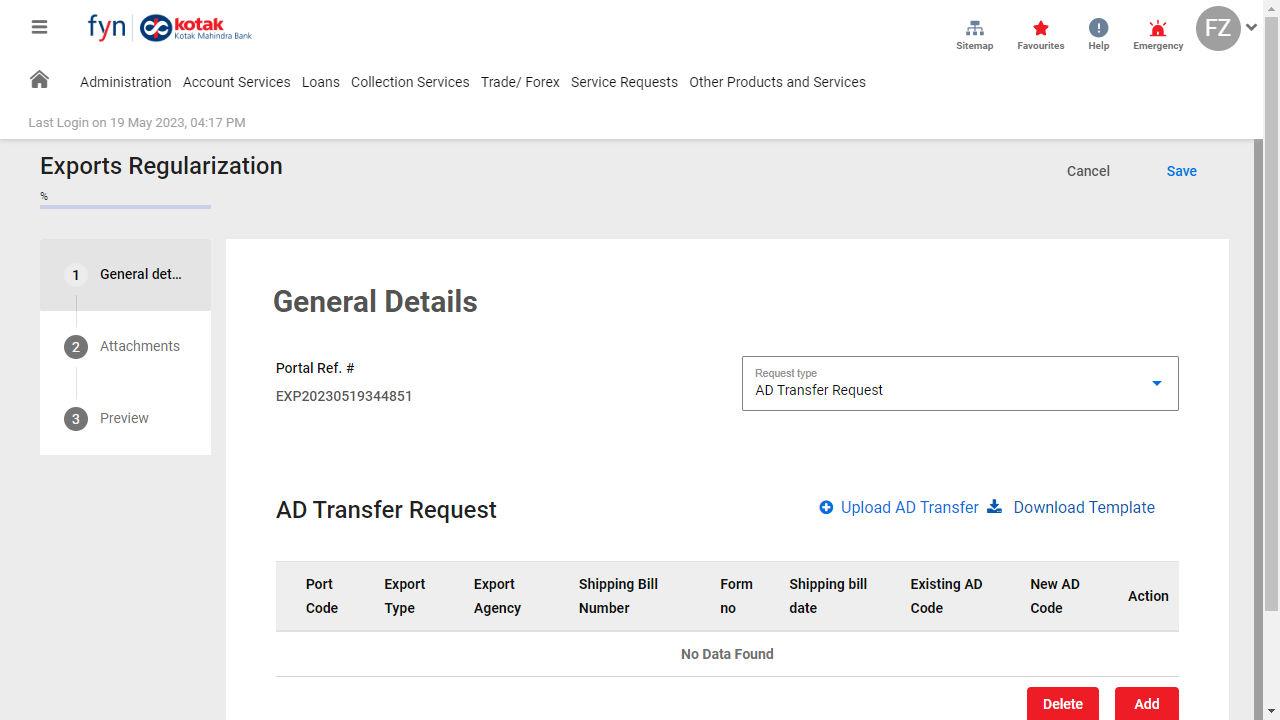 fyn kotak
Kotak Mahindra Bank
Sitemap
Favourites
Help
Emergency
FZ
Administration Account Services Loans Collection Services Trade/ Forex Service Requests Other Products and Services
Last Login on 19 May 2023, 04:17 PM
Exports Regularization
Cancel Save
%
1 General det...
2 Attachments
3 Preview
General Details
Portal Ref. #
EXP20230519344851
Request type
AD Transfer Request
AD Transfer Request
Upload AD Transfer
Download Template
Port Code
Export Type
Export Agency
Shipping Bill Number
Form no
Shipping bill date
Existing AD Code
New AD Code
Action
No Data Found
Delete Add